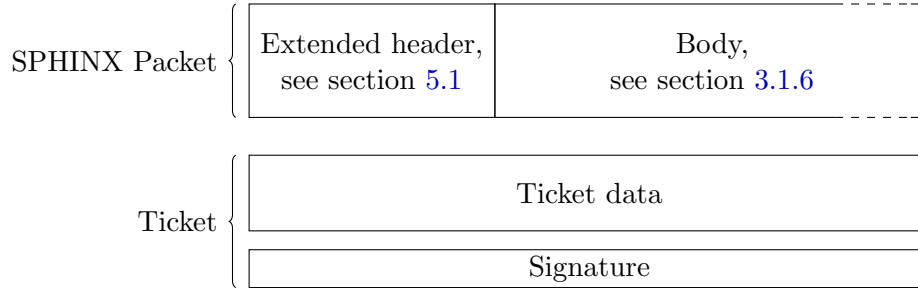 SPHINX Packet
Extended header,
see section 5.1
Body,
see section 3.1.6
Ticket
Ticket data
Signature